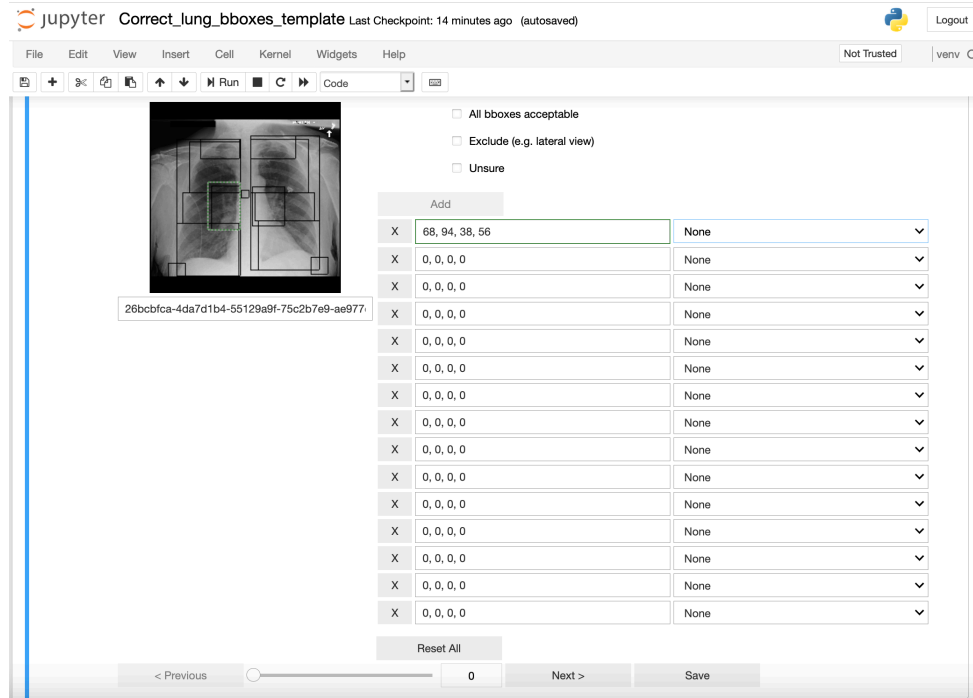 jupyter Correct_lung_bboxes_template Last Checkpoint: 14 minutes ago (autosaved) Logout
File Edit View Insert Cell Kernel Widgets Help Not Trusted venv
Run Code
All bboxes acceptable
Exclude (e.g. lateral view)
Unsure
Add
X 68, 94, 38, 56 None
X 0, 0, 0, 0 None
X 0, 0, 0, 0 None
X 0, 0, 0, 0 None
X 0, 0, 0, 0 None
X 0, 0, 0, 0 None
X 0, 0, 0, 0 None
X 0, 0, 0, 0 None
X 0, 0, 0, 0 None
X 0, 0, 0, 0 None
X 0, 0, 0, 0 None
X 0, 0, 0, 0 None
X 0, 0, 0, 0 None
X 0, 0, 0, 0 None
X 0, 0, 0, 0 None
26bcbfca-4da7d1b4-55129a9f-75c2b7e9-ae977
Reset All
< Previous 0 Next > Save